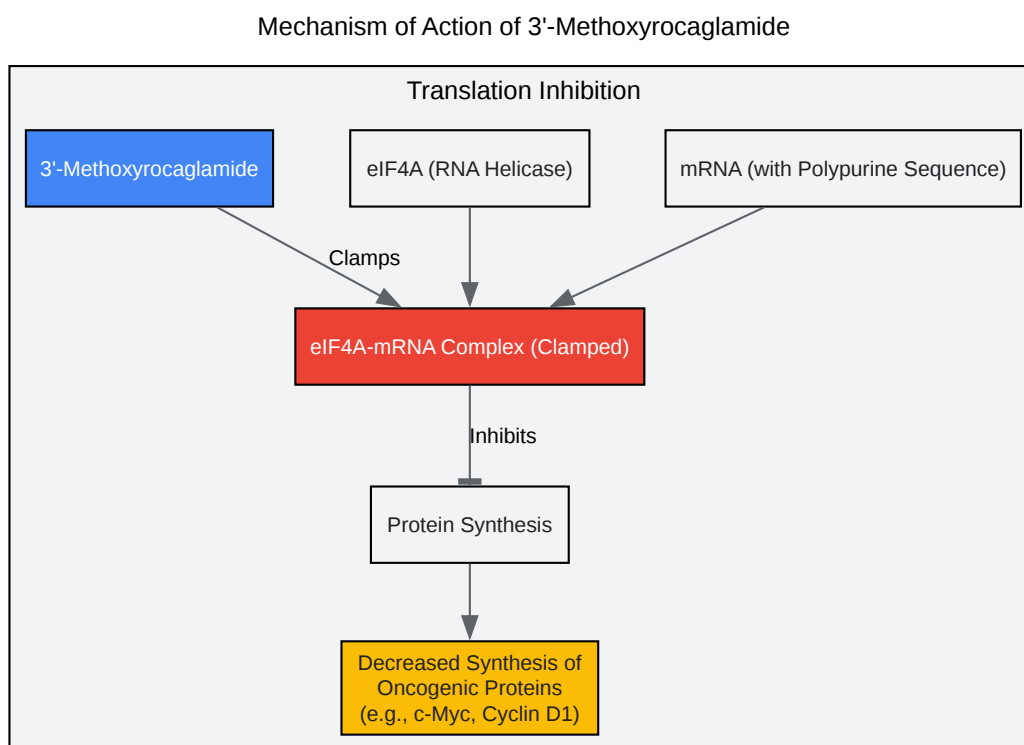 Mechanism of Action of 3'-Methoxyrocaglamide
Translation Inhibition
3'-Methoxyrocaglamide
eIF4A (RNA Helicase)
mRNA (with Polypurine Sequence)
Clamps
eIF4A-mRNA Complex (Clamped)
Inhibits
Protein Synthesis
Decreased Synthesis of
Oncogenic Proteins
(e.g., c-Myc, Cyclin D1)